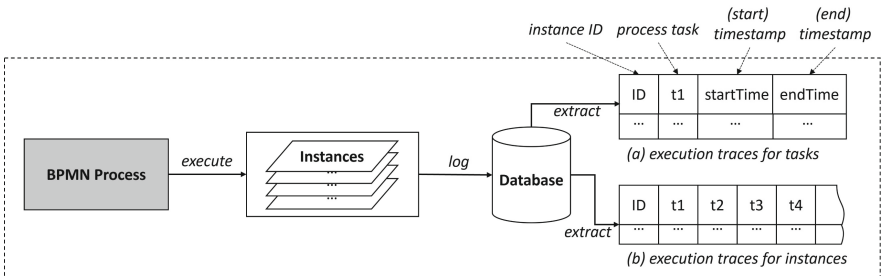 (start) (end)
instance ID process task timestamp timestamp
ID t1 startTime endTime
extract
... ... ... ...
(a) execution traces for tasks
BPMN Process execute Instances log Database
...
...
ID t1 t2 t3 t4
extract ... ... ... ... ...
(b) execution traces for instances